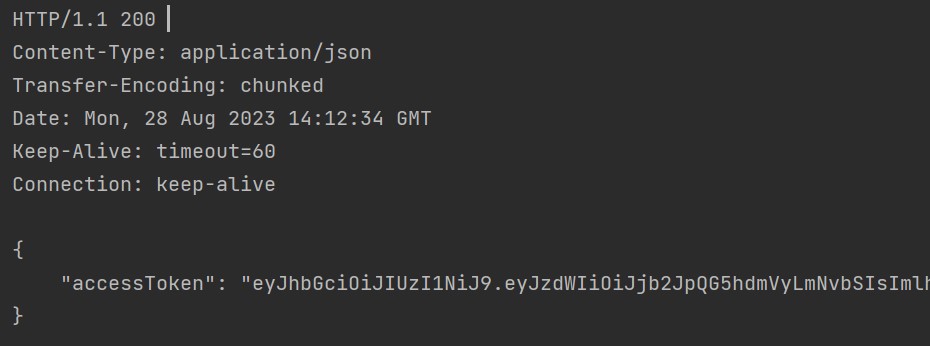 HTTP/1.1 200
Content-Type: application/json
Transfer-Encoding: chunked
Date: Mon, 28 Aug 2023 14:12:34 GMT
Keep-Alive: timeout=60
Connection: keep-alive
{
"accessToken": "eyJhbGciOiJIUzI1NiJ9.eyJzdWIiOiJjb2JpQG5hdmVyLmNvbSIsImlh
}